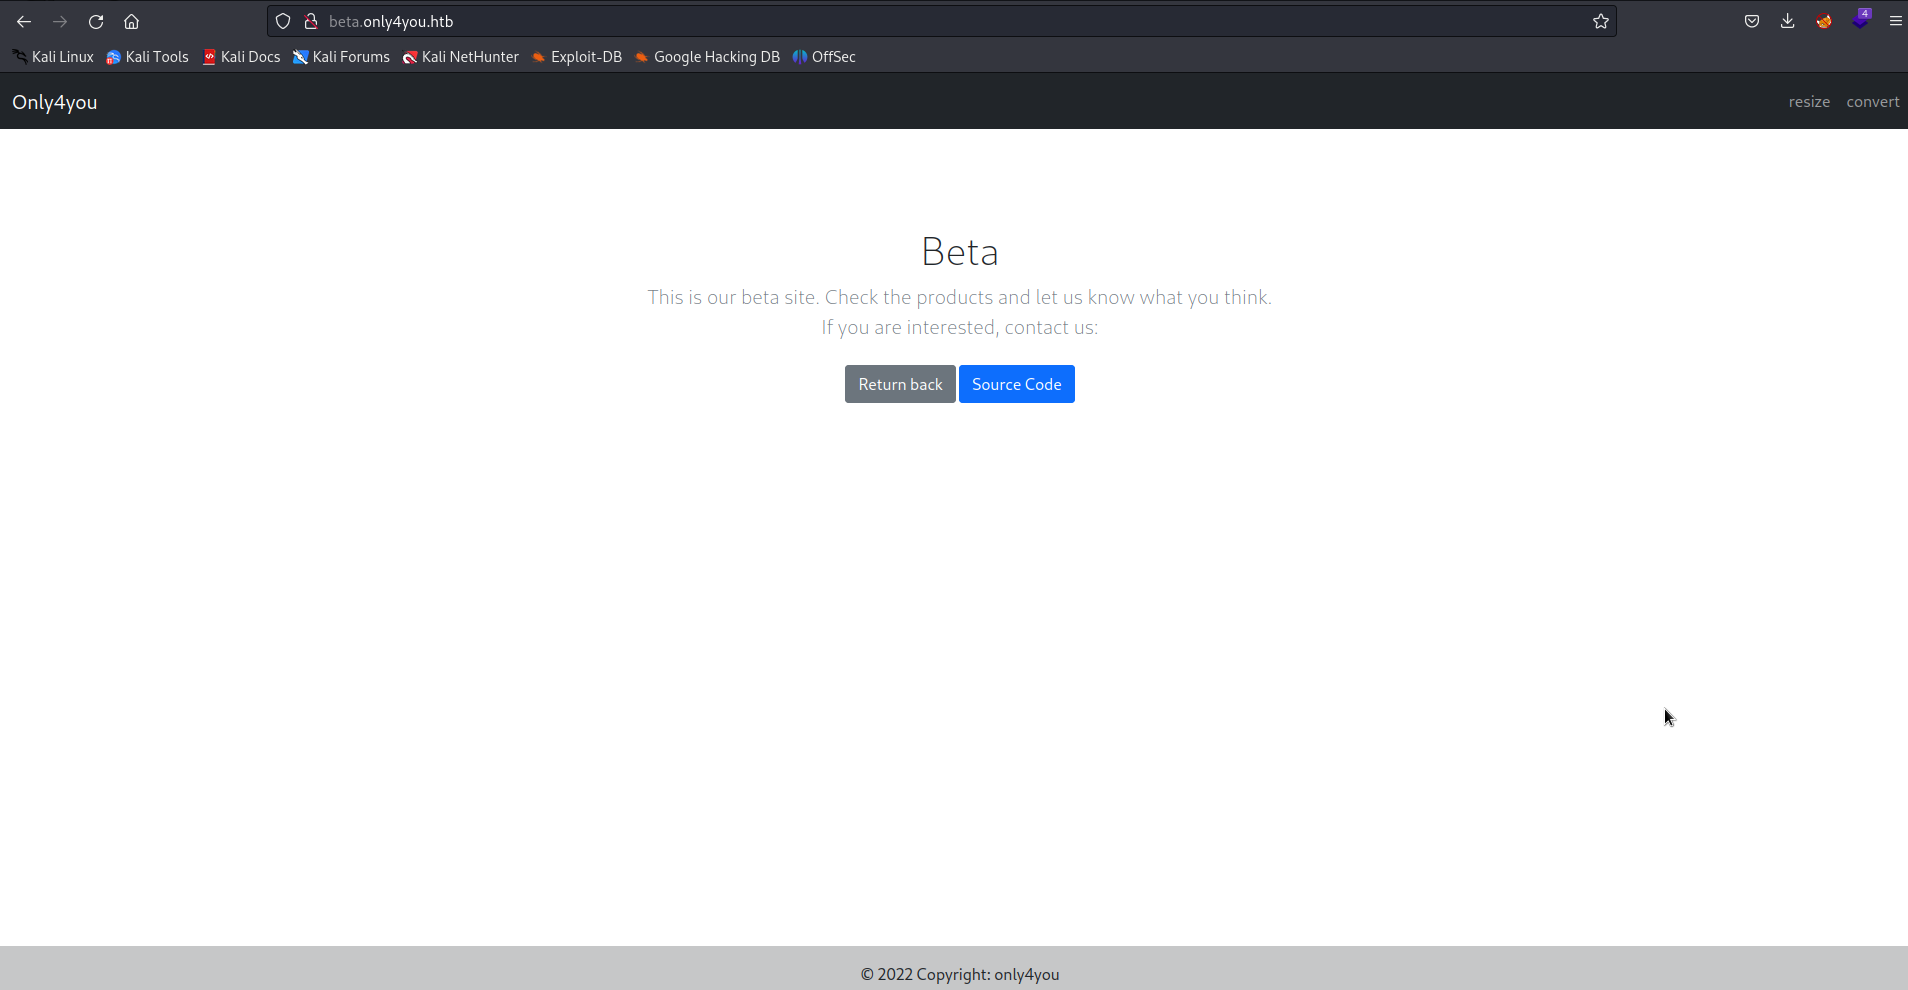 beta.only4you.htb
4
Kali Linux Kali Tools Kali Docs Kali Forums Kali NetHunter Exploit-DB Google Hacking DB OffSec
Only4you resize convert
Beta
This is our beta site. Check the products and let us know what you think.
If you are interested, contact us:
Return back Source Code
© 2022 Copyright: only4you